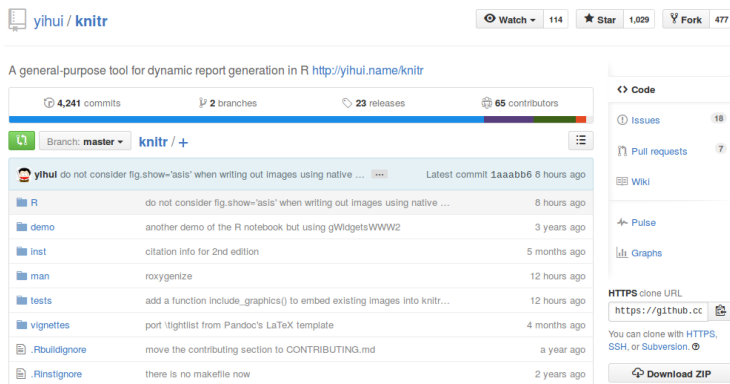 yihui / knitr
Watch 114 Star 1,029 Fork 477
A general-purpose tool for dynamic report generation in R http://yihui.name/knitr
4,241 commits 2 branches 23 releases 65 contributors
Branch: master knitr / +
yihui do not consider fig.show='asis' when writing out images using native … Latest commit 1aaabb6 8 hours ago
R do not consider fig.show='asis' when writing out images using native … 8 hours ago
demo another demo of the R notebook but using gWidgetsWWW2 3 years ago
inst citation info for 2nd edition 5 months ago
man roxygenize 12 hours ago
tests add a function include_graphics() to embed existing images into knitr… 12 hours ago
vignettes port \tightlist from Pandoc's LaTeX template 4 months ago
.Rbuildignore move the contributing section to CONTRIBUTING.md a year ago
.Rinstignore there is no makefile now 2 years ago
Code
Issues 18
Pull requests 7
Wiki
Pulse
Graphs
HTTPS clone URL
https://github.cc
You can clone with HTTPS,
SSH, or Subversion.
Download ZIP